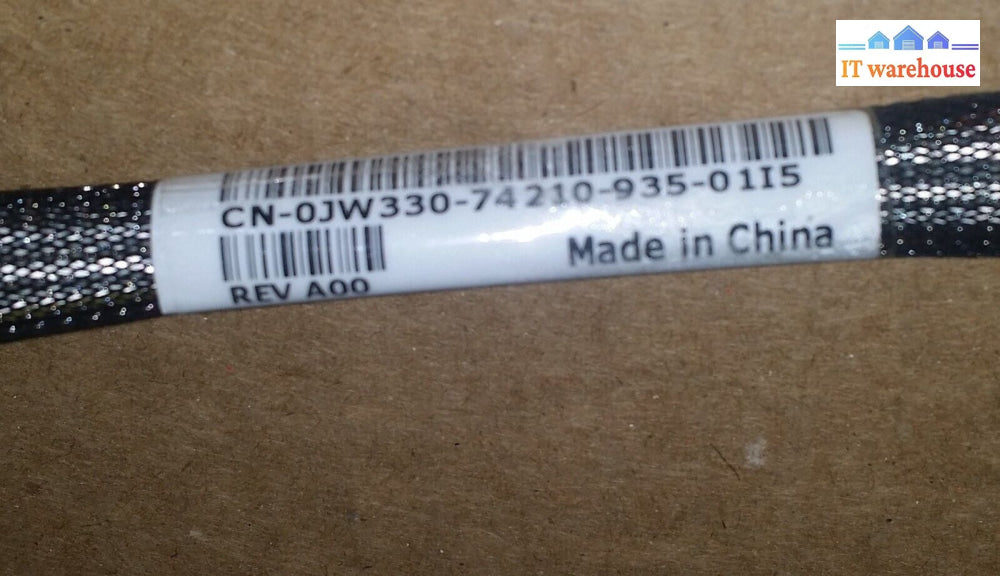 IT warehouse
CN-0JW330-74210-935-01I5
Made in China
REV A00